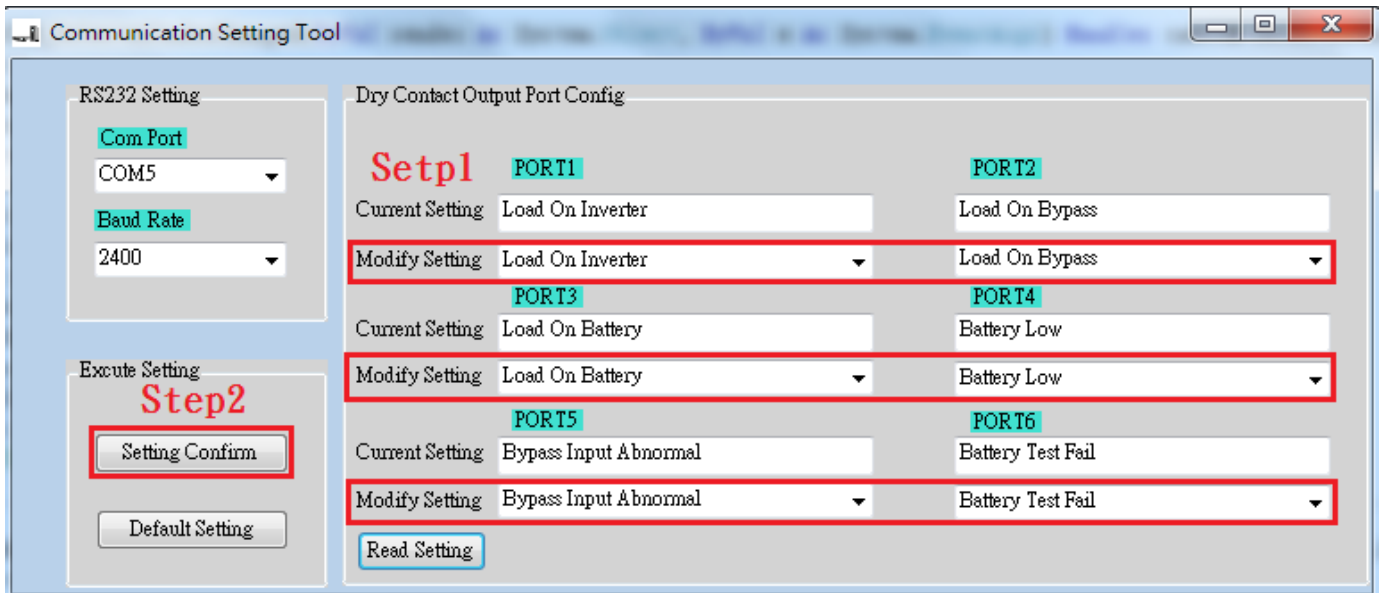 Communication Setting Tool
RS232 Setting
Com Port
COM5
Baud Rate
2400
Excute Setting
Step2
Setting Confirm
Default Setting
Dry Contact Output Port Config
Setp1 PORT1 PORT2
Current Setting Load On Inverter Load On Bypass
Modify Setting Load On Inverter Load On Bypass
PORT3 PORT4
Current Setting Load On Battery Battery Low
Modify Setting Load On Battery Battery Low
PORT5 PORT6
Current Setting Bypass Input Abnormal Battery Test Fail
Modify Setting Bypass Input Abnormal Battery Test Fail
Read Setting